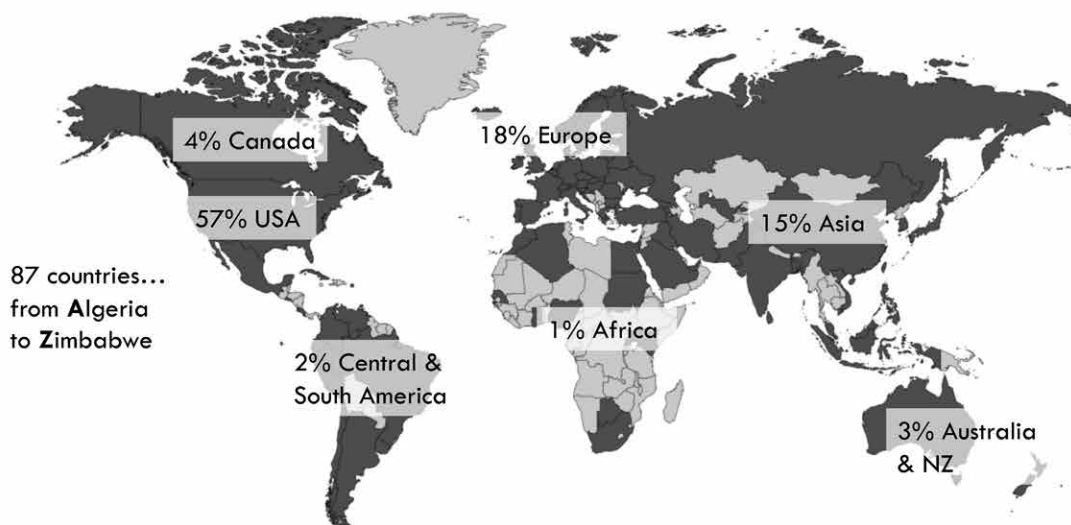 4% Canada
18% Europe
57% USA
15% Asia
87 countries...
from Algeria
to Zimbabwe
1% Africa
2% Central &
South America
3% Australia
& NZ